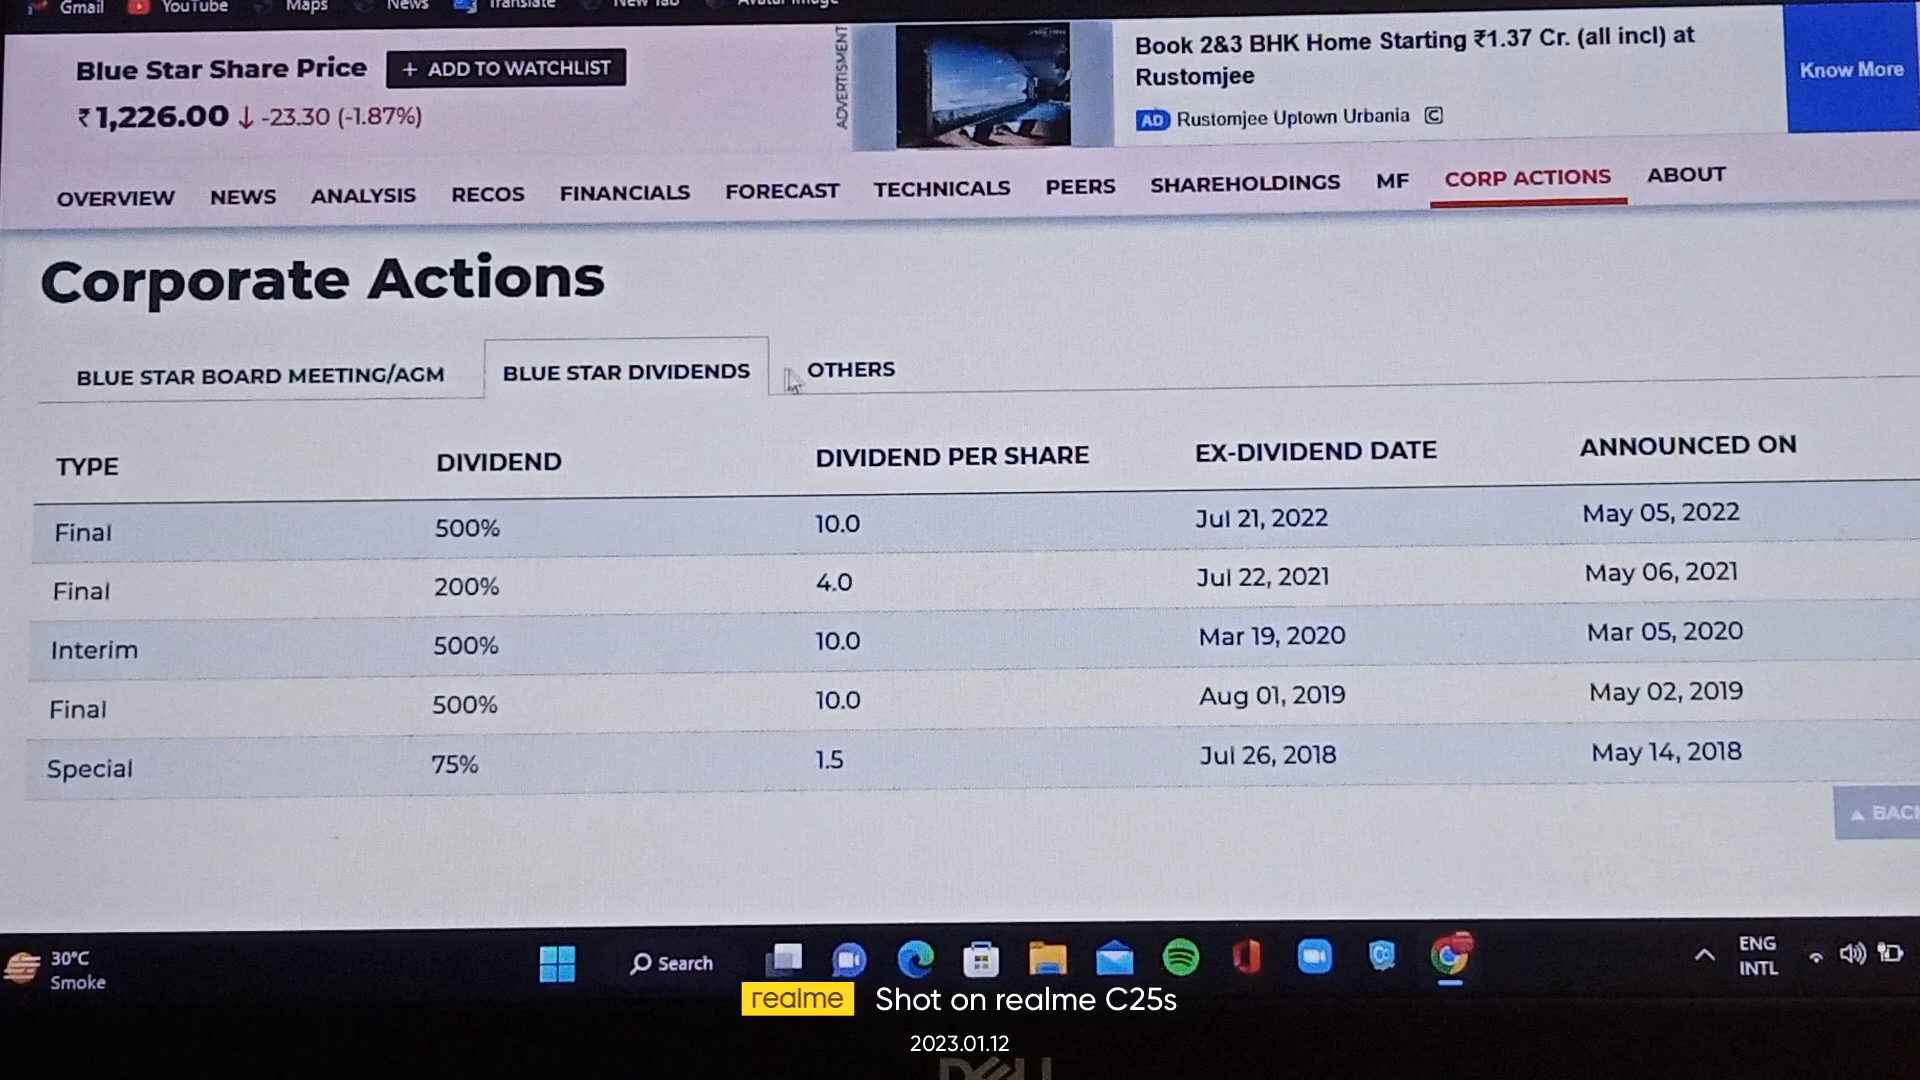 Gmail YouTube Maps News Translate New Tab Avatar Image
Blue Star Share Price + ADD TO WATCHLIST
₹1,226.00 ↓ -23.30 (-1.87%)
ADVERTISMENT
Book 2&3 BHK Home Starting ₹1.37 Cr. (all incl) at
Rustomjee
AD Rustomjee Uptown Urbania
Know More
OVERVIEW NEWS ANALYSIS RECOS FINANCIALS FORECAST TECHNICALS PEERS SHAREHOLDINGS MF CORP ACTIONS ABOUT
Corporate Actions
BLUE STAR BOARD MEETING/AGM BLUE STAR DIVIDENDS OTHERS
TYPE DIVIDEND DIVIDEND PER SHARE EX-DIVIDEND DATE ANNOUNCED ON
Final 500% 10.0 Jul 21, 2022 May 05, 2022
Final 200% 4.0 Jul 22, 2021 May 06, 2021
Interim 500% 10.0 Mar 19, 2020 Mar 05, 2020
Final 500% 10.0 Aug 01, 2019 May 02, 2019
Special 75% 1.5 Jul 26, 2018 May 14, 2018
▲ BACK
30°C
Smoke
Search
ENG
INTL
realme Shot on realme C25s
2023.01.12
DELL